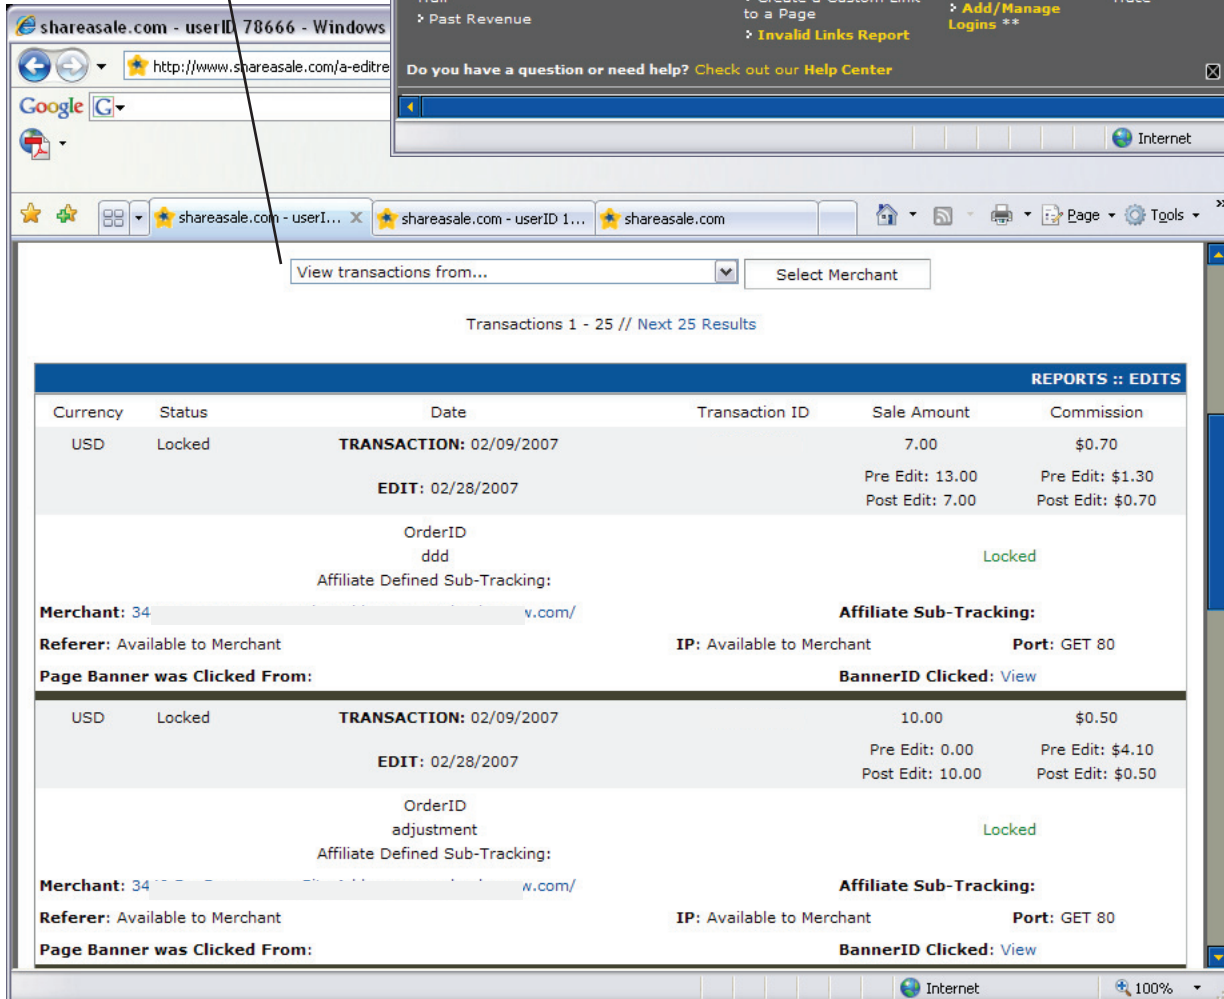 Past Revenue
to a Page
Invalid Links Report
Add/Manage
Logins **
Do you have a question or need help? Check out our Help Center
Internet
shareasale.com - userID 78666 - Windows
http://www.shareasale.com/a-editre
Google G
shareasale.com - userI... X
shareasale.com - userID 1...
shareasale.com
Page
Tools
»
View transactions from...
Select Merchant
Transactions 1 - 25 // Next 25 Results
REPORTS :: EDITS
Currency Status Date Transaction ID Sale Amount Commission
USD Locked TRANSACTION: 02/09/2007 7.00 $0.70
Pre Edit: 13.00 Pre Edit: $1.30
EDIT: 02/28/2007
Post Edit: 7.00 Post Edit: $0.70
OrderID
ddd Locked
Affiliate Defined Sub-Tracking:
Merchant: 34 w.com/ Affiliate Sub-Tracking:
Referer: Available to Merchant IP: Available to Merchant Port: GET 80
Page Banner was Clicked From: BannerID Clicked: View
USD Locked TRANSACTION: 02/09/2007 10.00 $0.50
Pre Edit: 0.00 Pre Edit: $4.10
EDIT: 02/28/2007
Post Edit: 10.00 Post Edit: $0.50
OrderID
adjustment Locked
Affiliate Defined Sub-Tracking:
Merchant: 34 w.com/ Affiliate Sub-Tracking:
Referer: Available to Merchant IP: Available to Merchant Port: GET 80
Page Banner was Clicked From: BannerID Clicked: View
Internet 100%